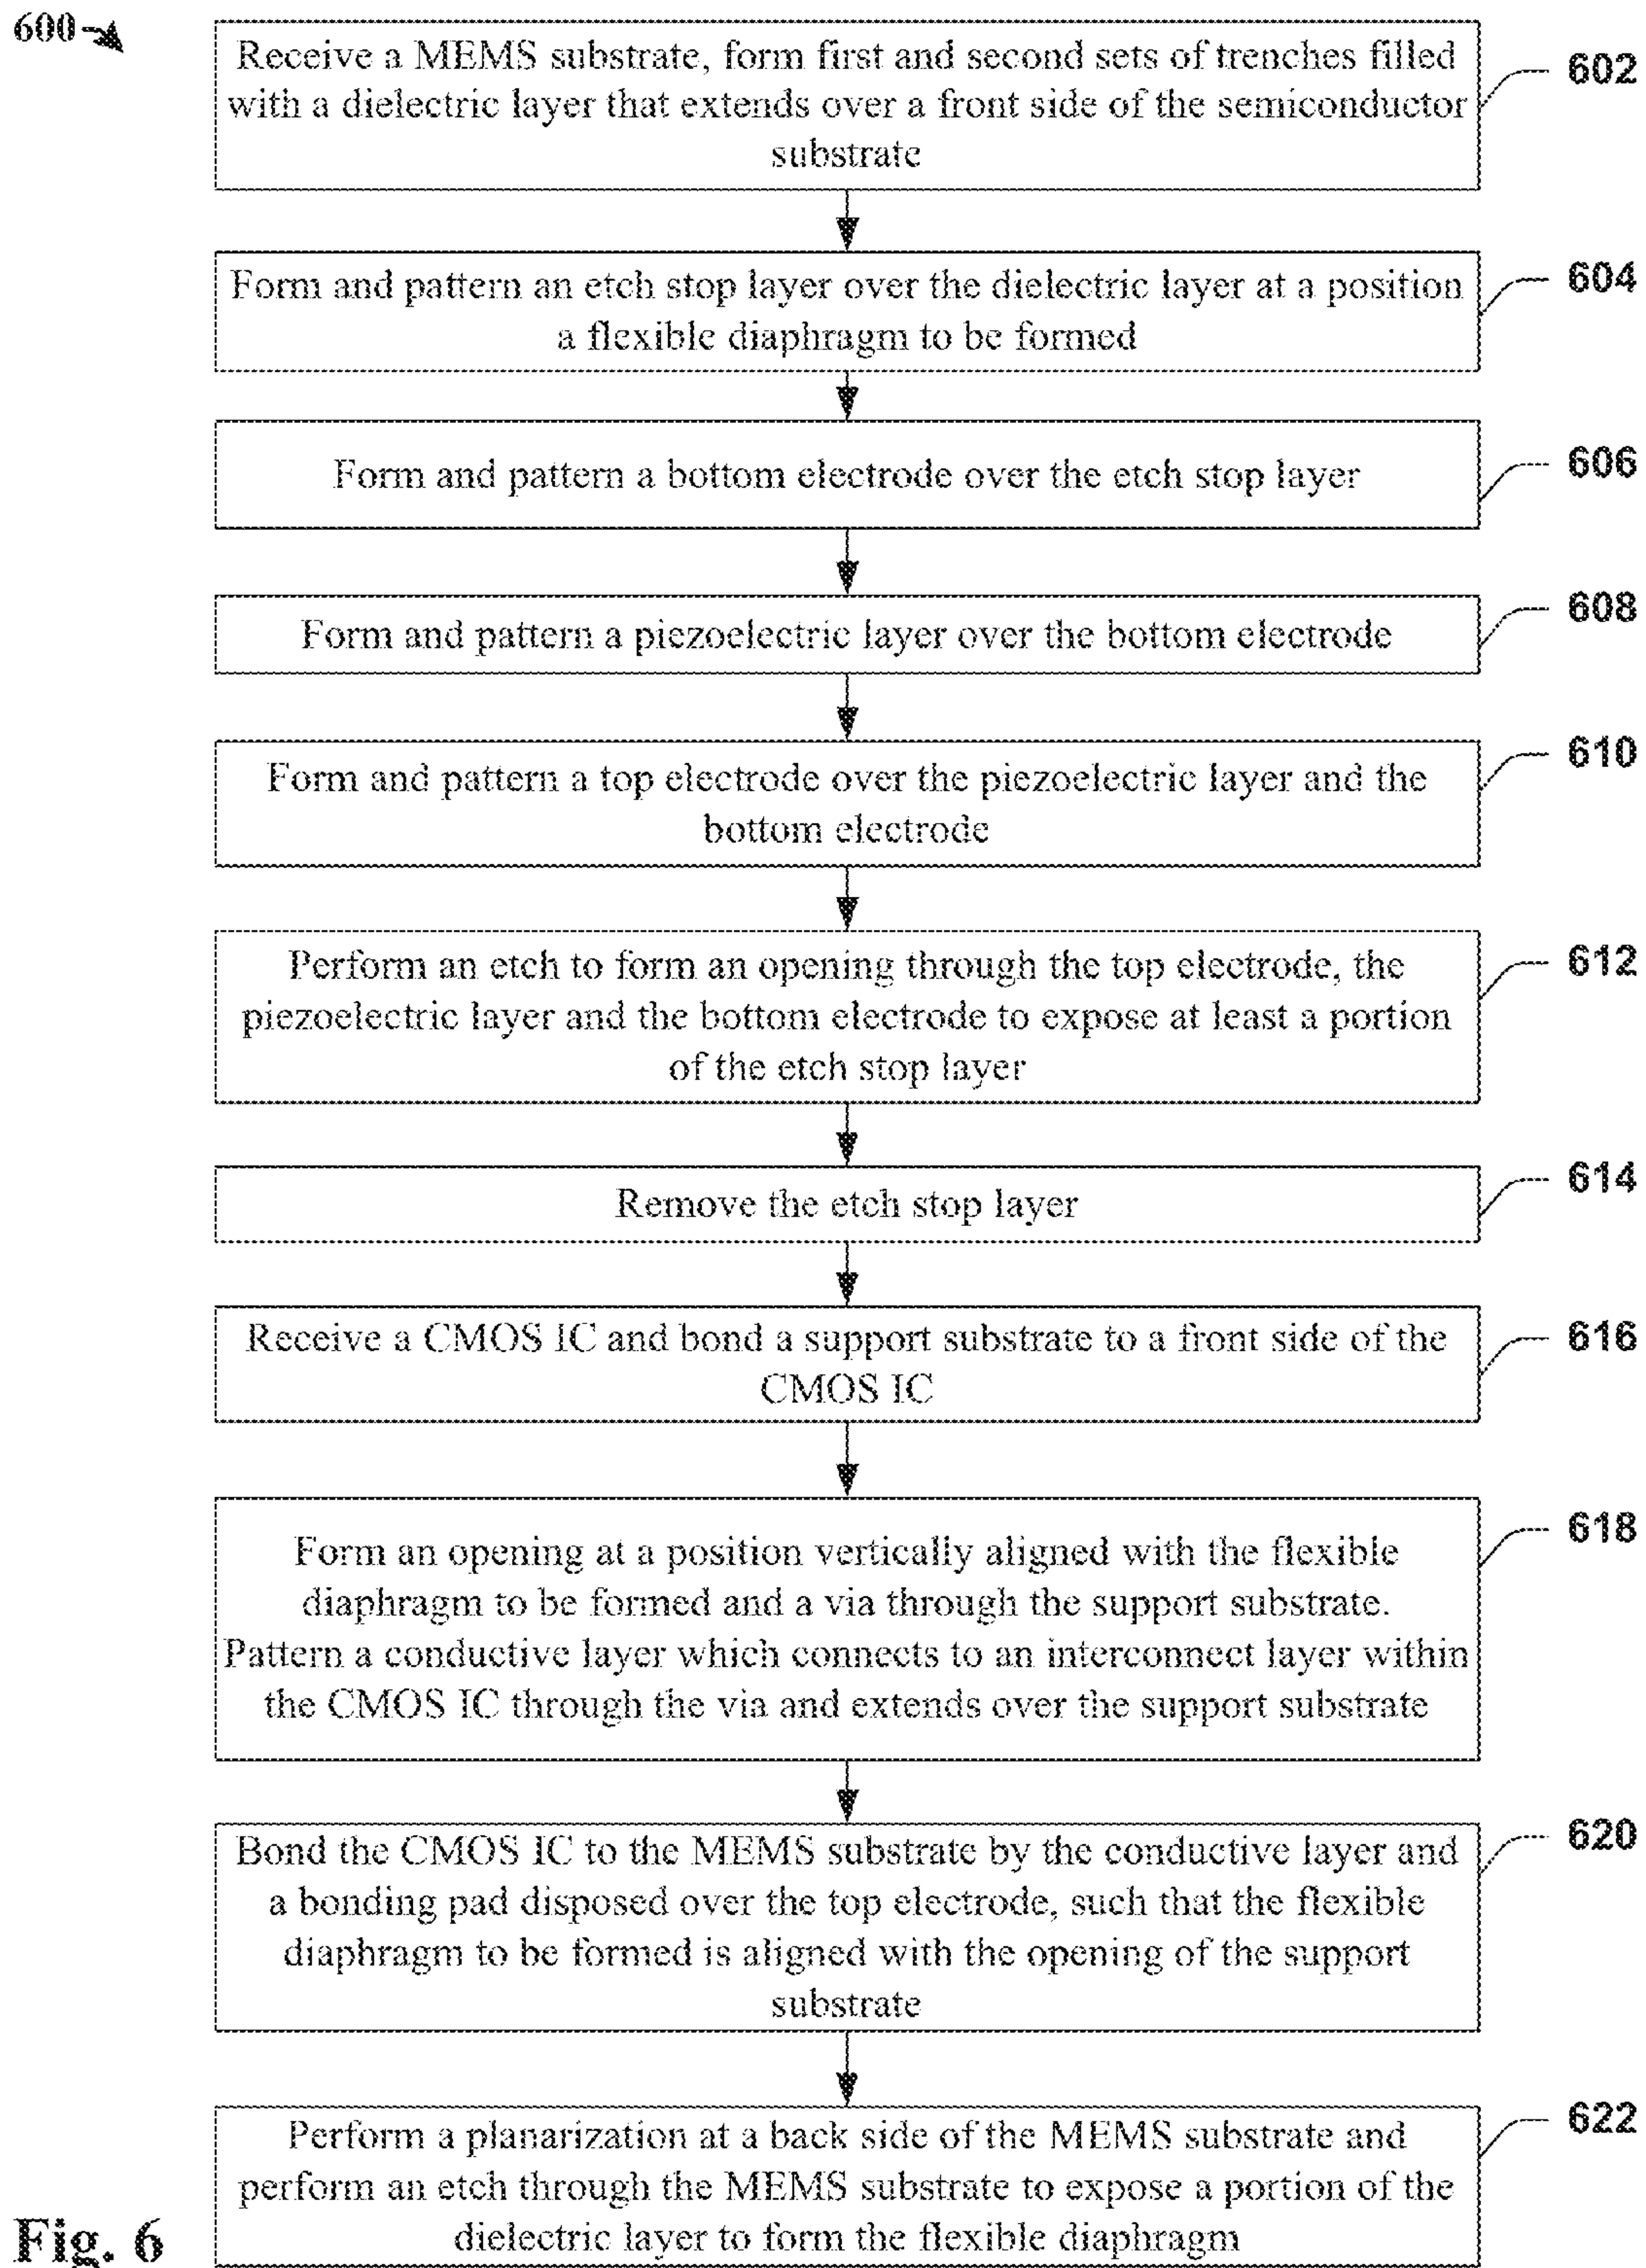 600
Receive a MEMS substrate, form first and second sets of trenches filled
with a dielectric layer that extends over a front side of the semiconductor
substrate
602
Form and pattern an etch stop layer over the dielectric layer at a position
a flexible diaphragm to be formed
604
Form and pattern a bottom electrode over the etch stop layer
606
Form and pattern a piezoelectric layer over the bottom electrode
608
Form and pattern a top electrode over the piezoelectric layer and the
bottom electrode
610
Perform an etch to form an opening through the top electrode, the
piezoelectric layer and the bottom electrode to expose at least a portion
of the etch stop layer
612
Remove the etch stop layer
614
Receive a CMOS IC and bond a support substrate to a front side of the
CMOS IC
616
Form an opening at a position vertically aligned with the flexible
diaphragm to be formed and a via through the support substrate.
Pattern a conductive layer which connects to an interconnect layer within
the CMOS IC through the via and extends over the support substrate
618
Bond the CMOS IC to the MEMS substrate by the conductive layer and
a bonding pad disposed over the top electrode, such that the flexible
diaphragm to be formed is aligned with the opening of the support
substrate
620
Perform a planarization at a back side of the MEMS substrate and
perform an etch through the MEMS substrate to expose a portion of the
dielectric layer to form the flexible diaphragm
622
Fig. 6